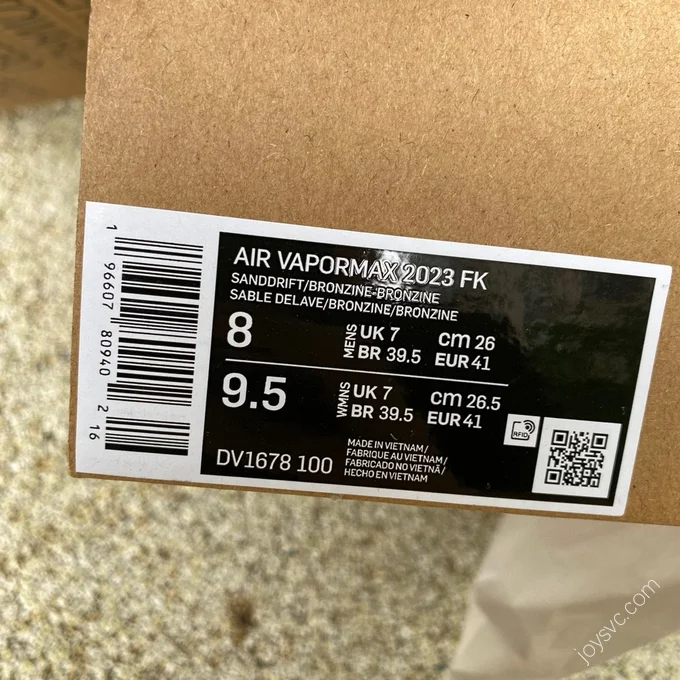 AIR VAPORMAX 2023 FK
SANDDRIFT/BRONZINE-BRONZINE
SABLE DELAVE/BRONZINE/BRONZINE
8 MENS UK 7 cm 26
BR 39.5 EUR 41
9.5 WMNS UK 7 cm 26.5
BR 39.5 EUR 41
DV1678 100
MADE IN VIETNAM/
FABRIQUE AU VIETNAM/
FABRICADO NO VIETNÃ/
HECHO EN VIETNAM
RFID
1 96607 80940 2 16
joysvc.com